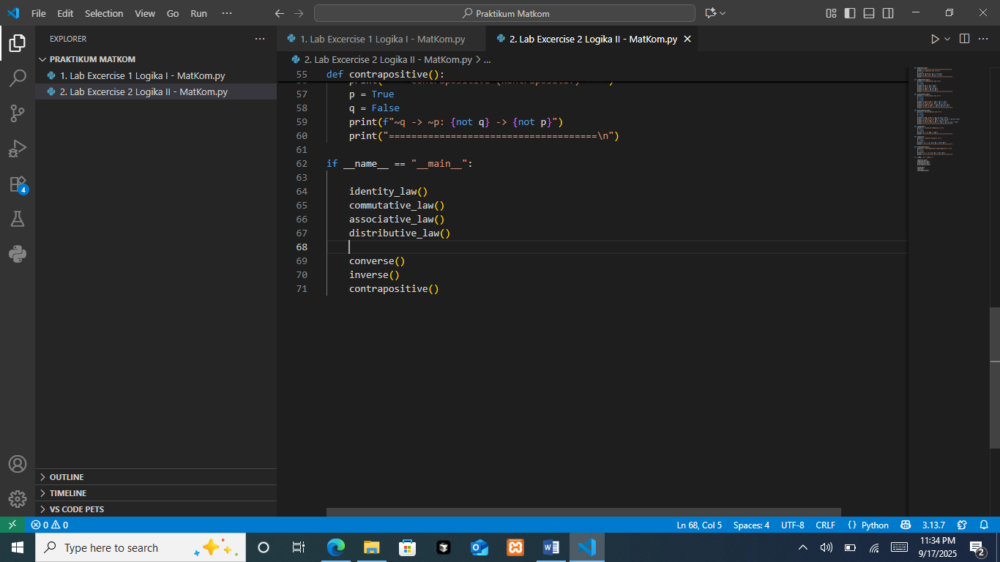 File Edit Selection View Go Run ··· Praktikum Matkom
EXPLORER ···
PRAKTIKUM MATKOM
1. Lab Excercise 1 Logika I - MatKom.py
2. Lab Excercise 2 Logika II - MatKom.py
OUTLINE
TIMELINE
VS CODE PETS
4
1. Lab Excercise 1 Logika I - MatKom.py 2. Lab Excercise 2 Logika II - MatKom.py
2. Lab Excercise 2 Logika II - MatKom.py > ...
55 def contrapositive():
57 p = True
58 q = False
59 print(f"~q -> ~p: {not q} -> {not p}")
60 print("=====================================\n")
61
62 if __name__ == "__main__":
63
64 identity_law()
65 commutative_law()
66 associative_law()
67 distributive_law()
68
69 converse()
70 inverse()
71 contrapositive()
0 0 Ln 68, Col 5 Spaces: 4 UTF-8 CRLF {} Python 3.13.7
Type here to search
11:34 PM
9/17/2025
2